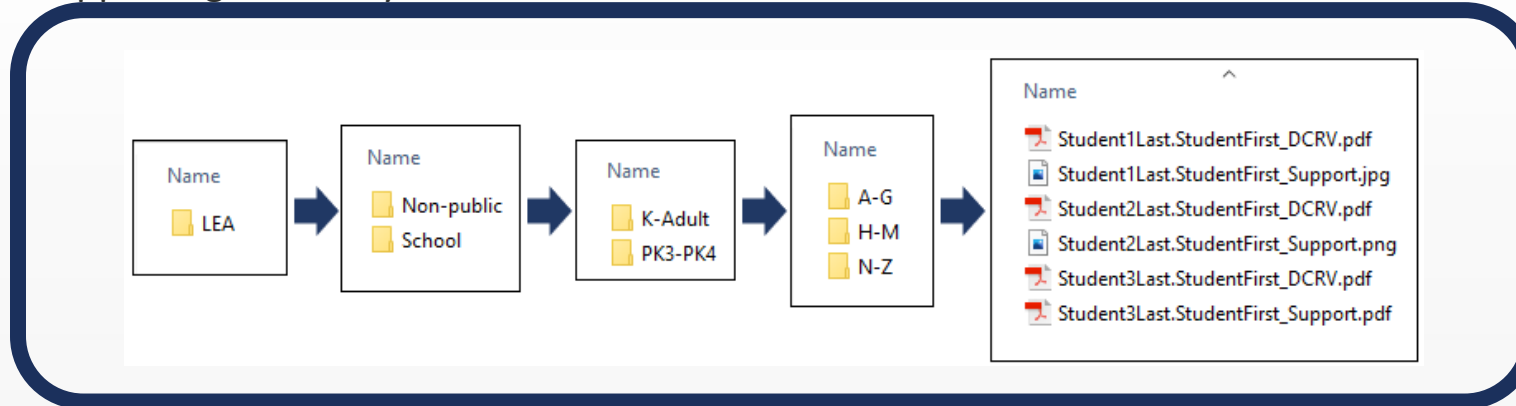 Name
LEA
Name
Non-public
School
Name
K-Adult
PK3-PK4
Name
A-G
H-M
N-Z
Name
Student1Last.StudentFirst_DCRV.pdf
Student1Last.StudentFirst_Support.jpg
Student2Last.StudentFirst_DCRV.pdf
Student2Last.StudentFirst_Support.png
Student3Last.StudentFirst_DCRV.pdf
Student3Last.StudentFirst_Support.pdf